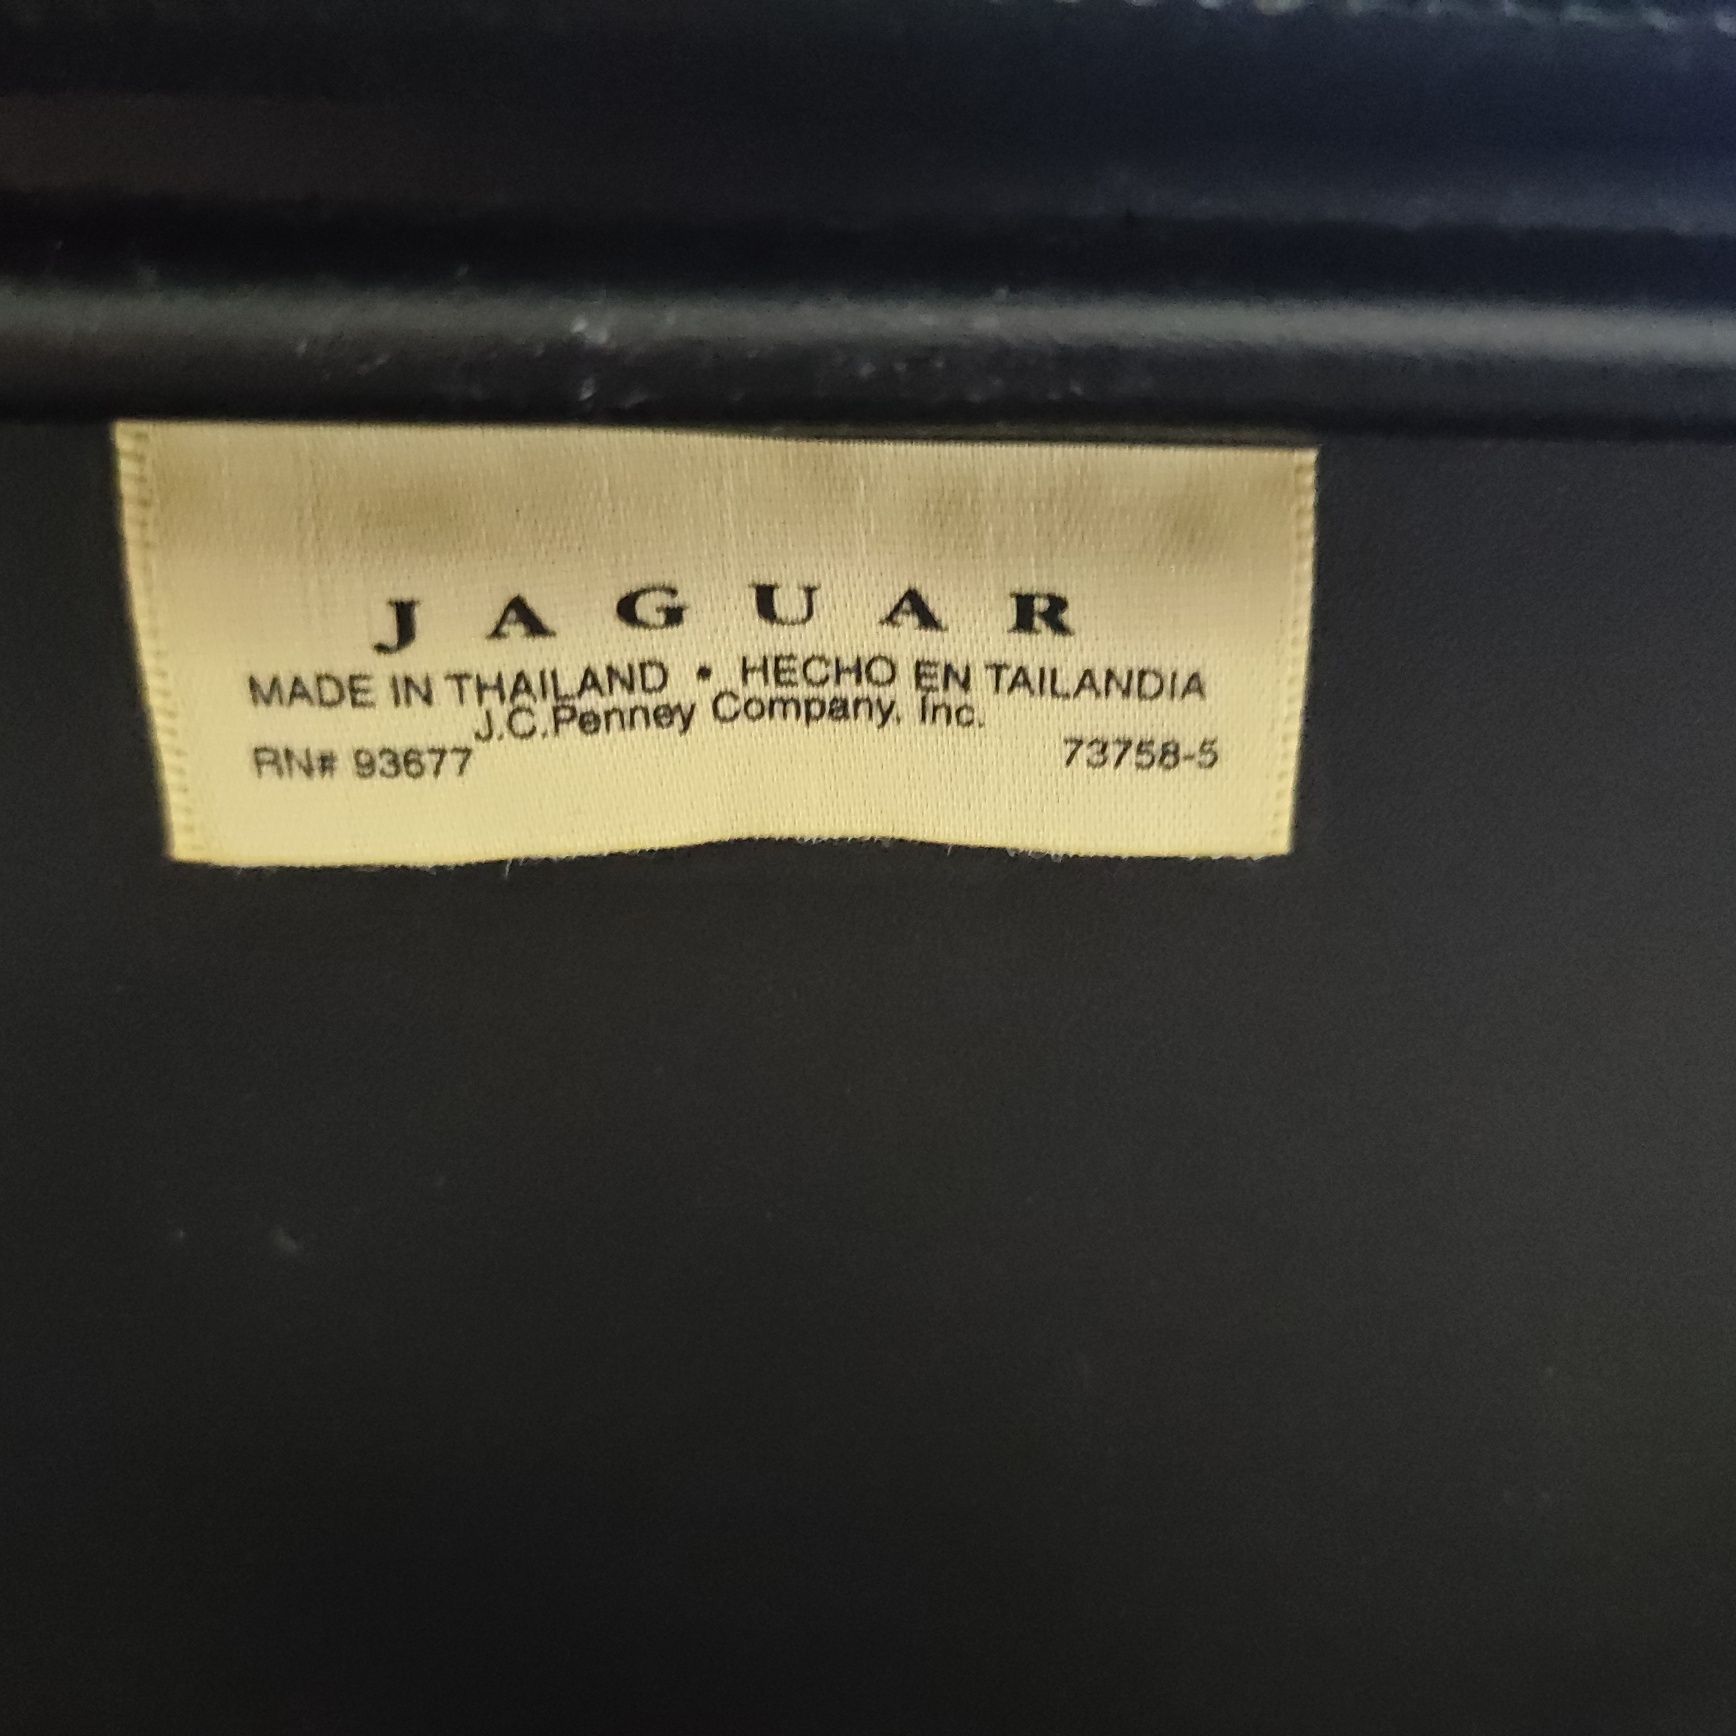 JAGUAR
MADE IN THAILAND • HECHO EN TAILANDIA
J.C.Penney Company, Inc.
RN# 93677 73758-5